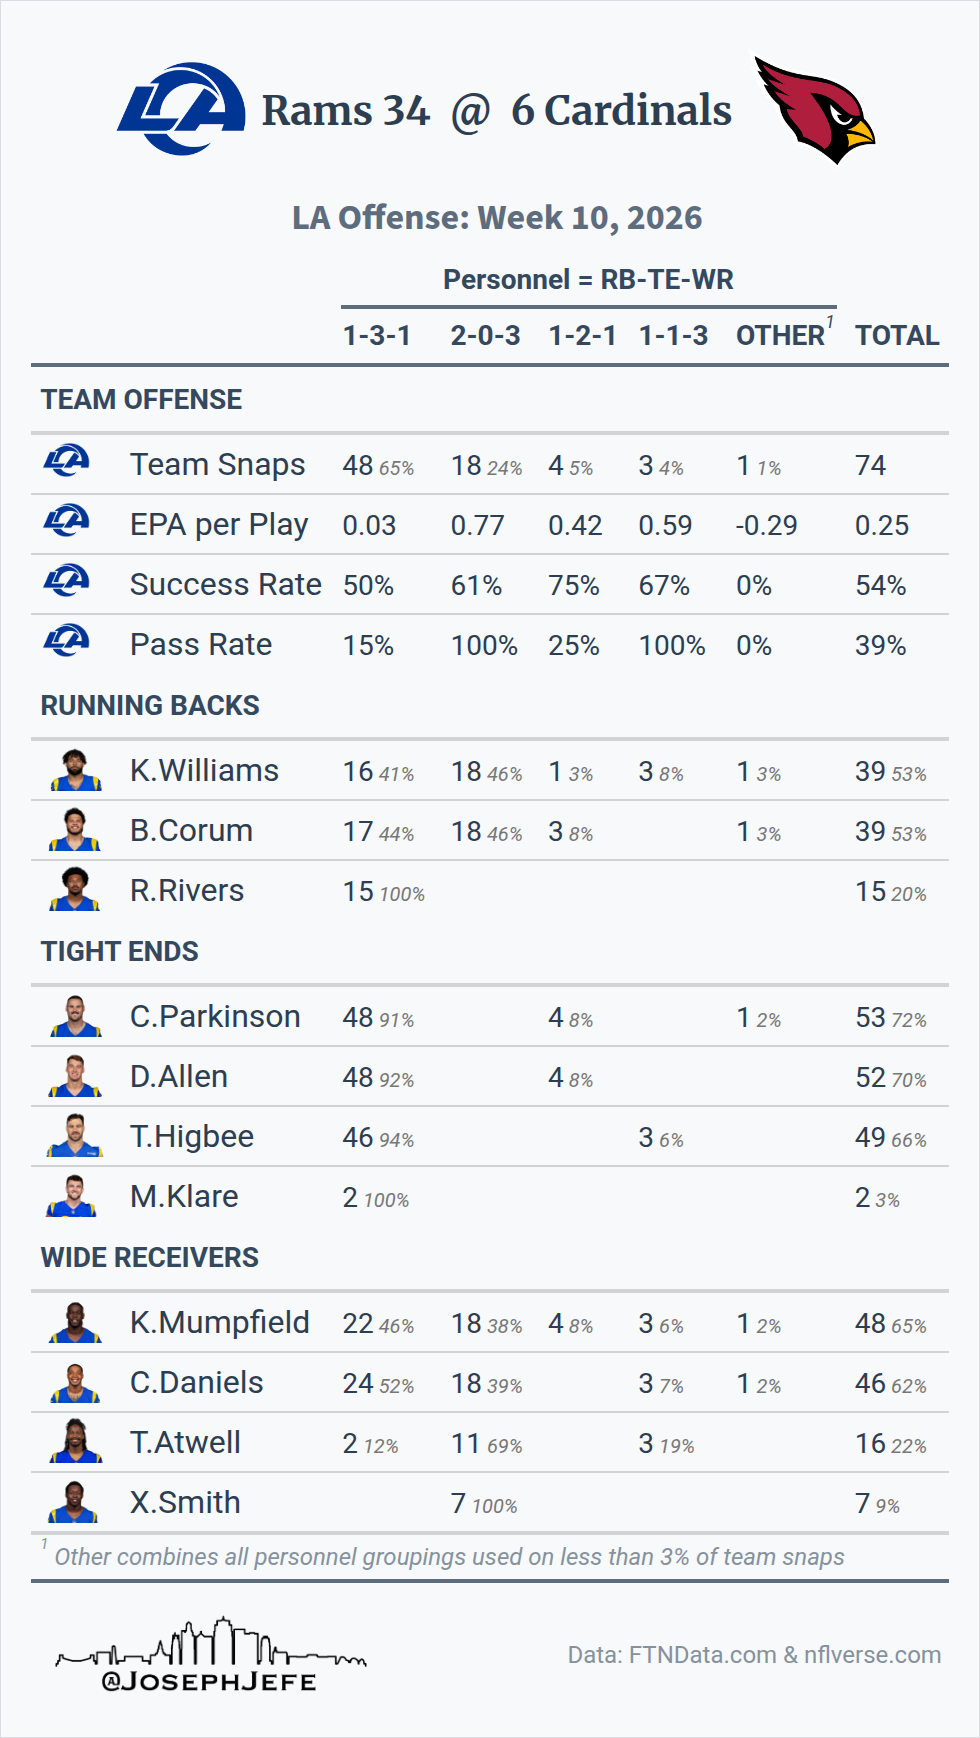 Rams 34 @ 6 Cardinals
LA Offense: Week 10, 2026
Personnel = RB-TE-WR
1-3-1 2-0-3 1-2-1 1-1-3 OTHER1 TOTAL
TEAM OFFENSE
Team Snaps 48 65% 18 24% 4 5% 3 4% 1 1% 74
EPA per Play 0.03 0.77 0.42 0.59 -0.29 0.25
Success Rate 50% 61% 75% 67% 0% 54%
Pass Rate 15% 100% 25% 100% 0% 39%
RUNNING BACKS
K.Williams 16 41% 18 46% 1 3% 3 8% 1 3% 39 53%
B.Corum 17 44% 18 46% 3 8% 1 3% 39 53%
R.Rivers 15 100% 15 20%
TIGHT ENDS
C.Parkinson 48 91% 4 8% 1 2% 53 72%
D.Allen 48 92% 4 8% 52 70%
T.Higbee 46 94% 3 6% 49 66%
M.Klare 2 100% 2 3%
WIDE RECEIVERS
K.Mumpfield 22 46% 18 38% 4 8% 3 6% 1 2% 48 65%
C.Daniels 24 52% 18 39% 3 7% 1 2% 46 62%
T.Atwell 2 12% 11 69% 3 19% 16 22%
X.Smith 7 100% 7 9%
1 Other combines all personnel groupings used on less than 3% of team snaps
@JosephJefe
Data: FTNData.com & nflverse.com